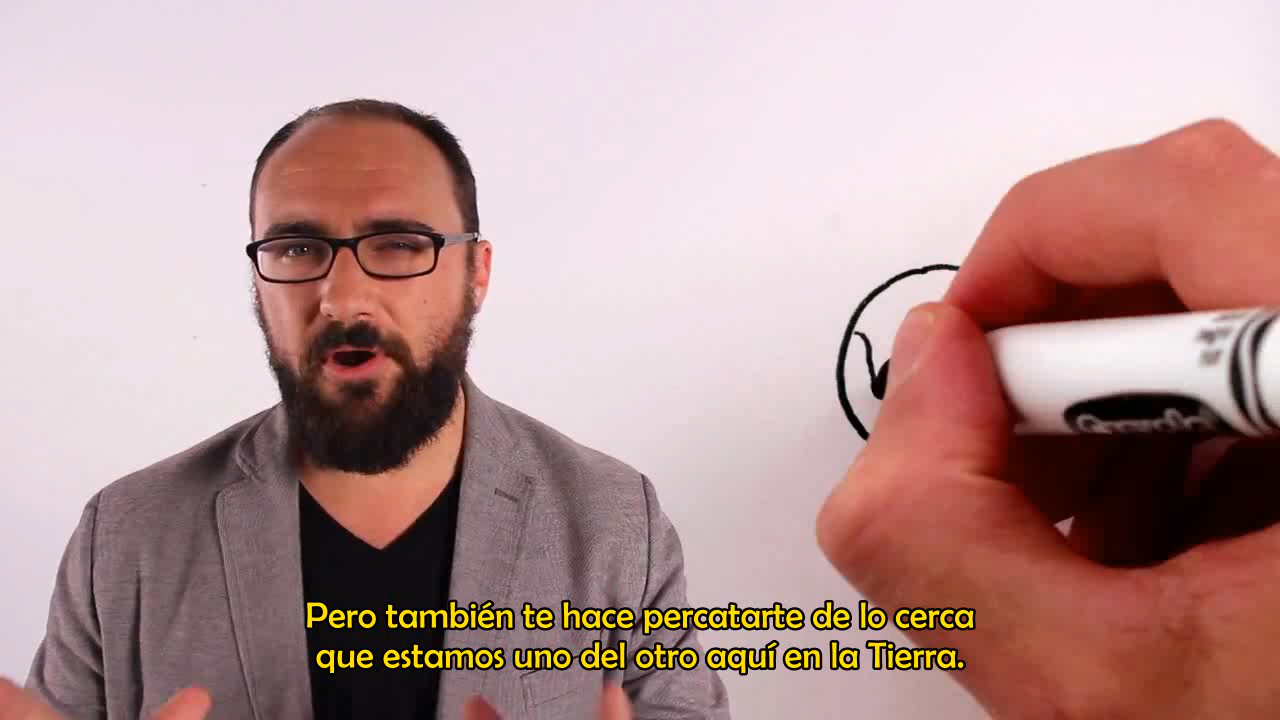 Pero también te hace percatarte de lo cerca
que estamos uno del otro aquí en la Tierra.